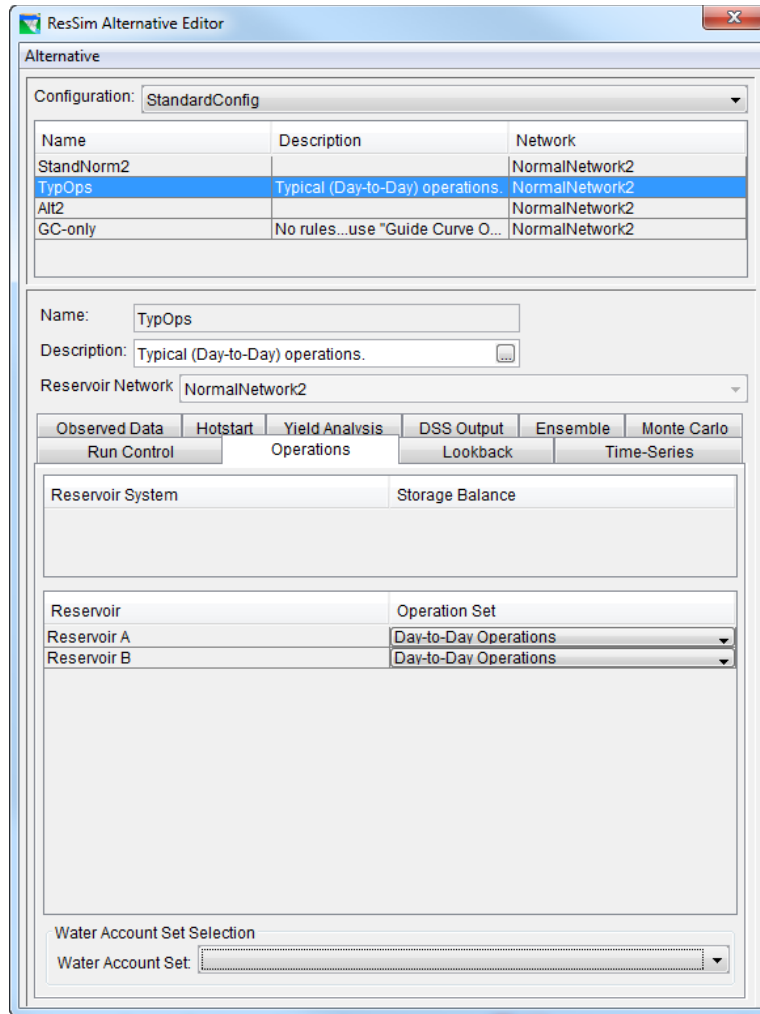 ResSim Alternative Editor
Alternative
Configuration: StandardConfig
Name Description Network
StandNorm2 NormalNetwork2
TypOps Typical (Day-to-Day) operations. NormalNetwork2
Alt2 NormalNetwork2
GC-only No rules...use "Guide Curve O... NormalNetwork2
Name: TypOps
Description: Typical (Day-to-Day) operations. ...
Reservoir Network NormalNetwork2
Observed Data Hotstart Yield Analysis DSS Output Ensemble Monte Carlo
Run Control Operations Lookback Time-Series
Reservoir System Storage Balance
Reservoir Operation Set
Reservoir A Day-to-Day Operations
Reservoir B Day-to-Day Operations
Water Account Set Selection
Water Account Set: